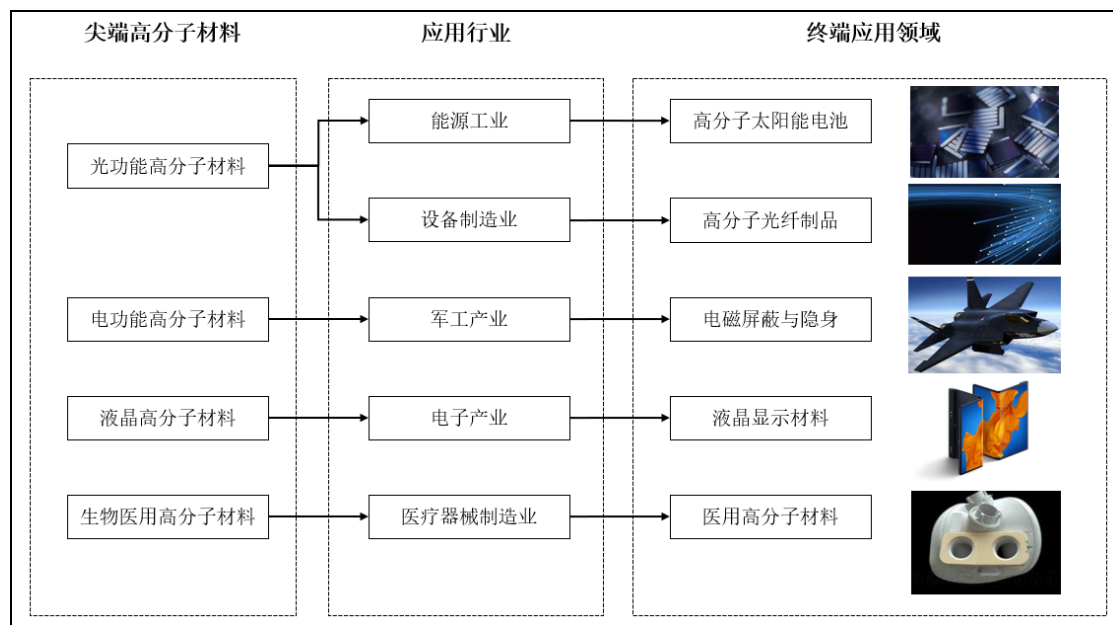 尖端高分子材料
应用行业
终端应用领域
能源工业
高分子太阳能电池
光功能高分子材料
设备制造业
高分子光纤制品
电功能高分子材料
军工产业
电磁屏蔽与隐身
液晶高分子材料
电子产业
液晶显示材料
生物医用高分子材料
医疗器械制造业
医用高分子材料